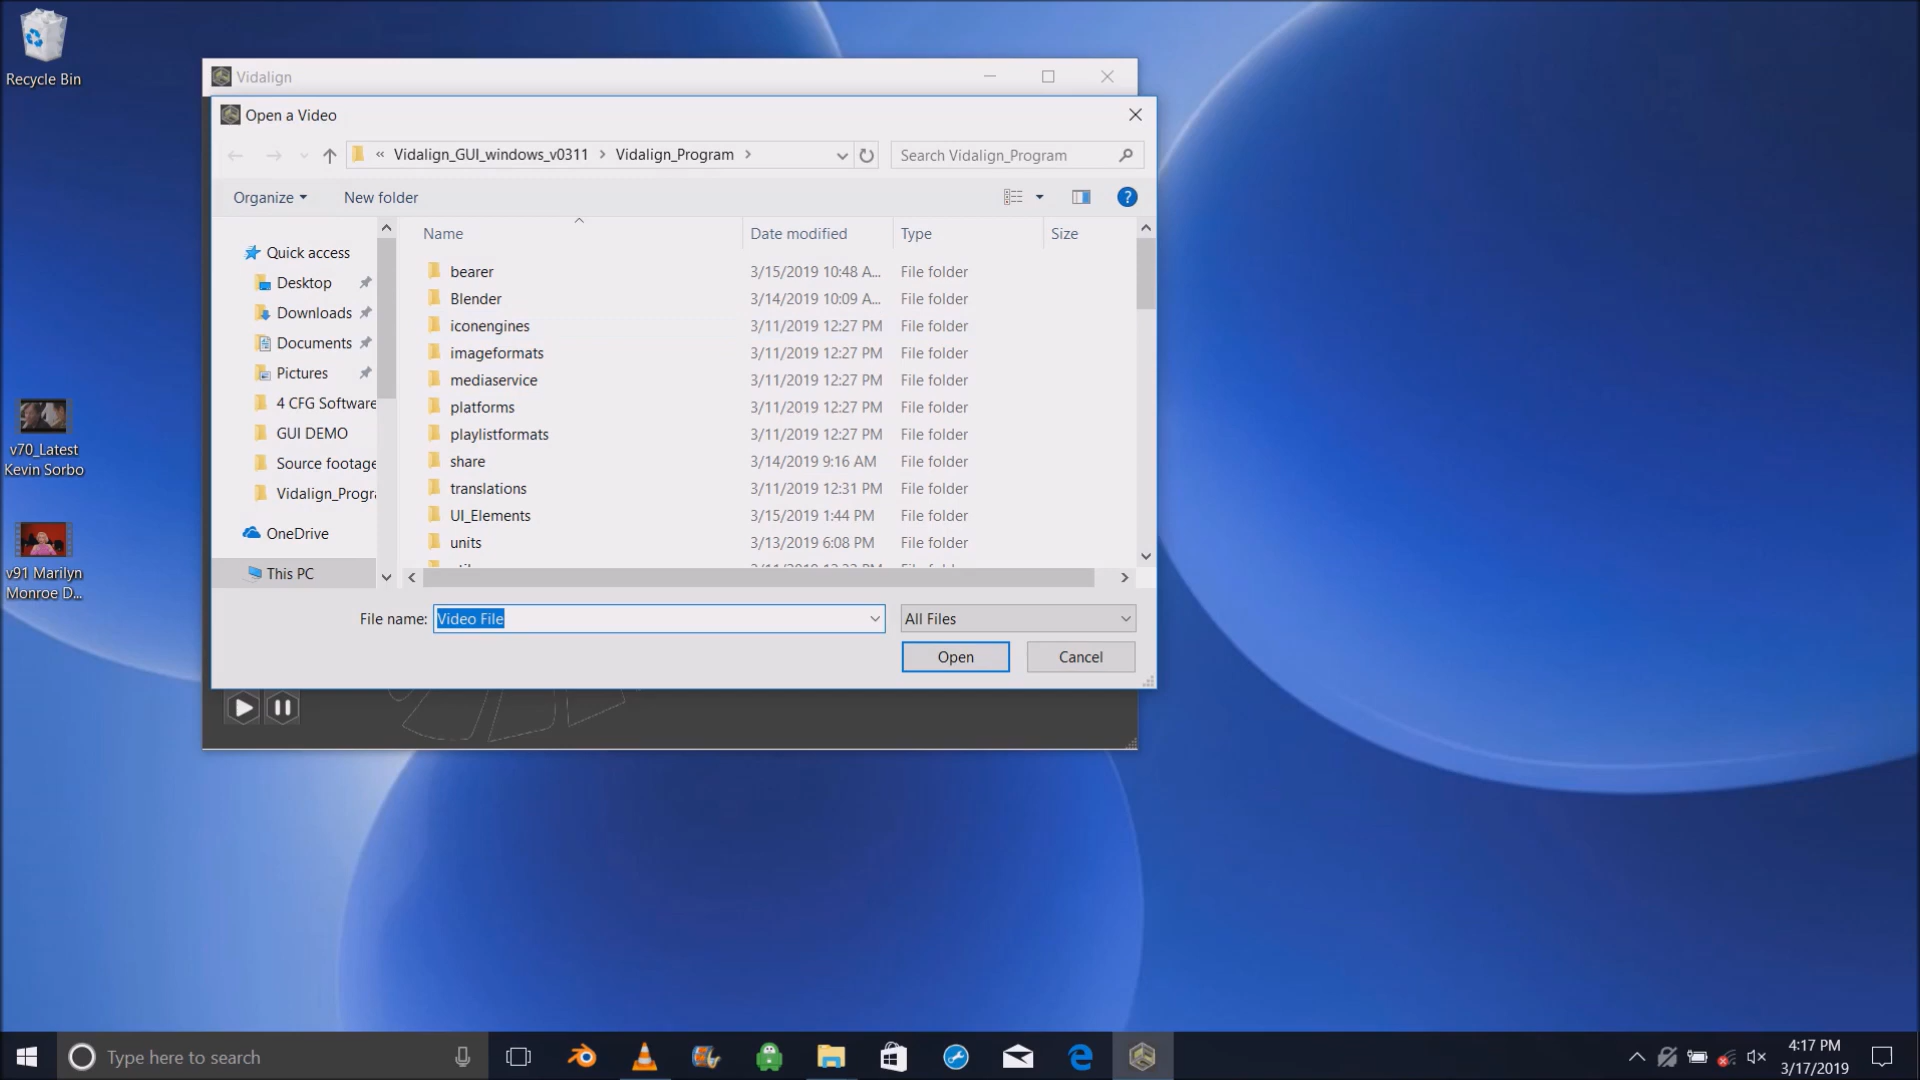 Recycle Bin
v70_Latest
Kevin Sorbo
v91 Marilyn
Monroe D...
Vidalign
Open a Video
« Vidalign_GUI_windows_v0311 > Vidalign_Program >
Search Vidalign_Program
Organize
New folder
?
Quick access
Desktop
Downloads
Documents
Pictures
4 CFG Software
GUI DEMO
Source footage
Vidalign_Progra
OneDrive
This PC
Name Date modified Type Size
bearer 3/15/2019 10:48 A... File folder
Blender 3/14/2019 10:09 A... File folder
iconengines 3/11/2019 12:27 PM File folder
imageformats 3/11/2019 12:27 PM File folder
mediaservice 3/11/2019 12:27 PM File folder
platforms 3/11/2019 12:27 PM File folder
playlistformats 3/11/2019 12:27 PM File folder
share 3/14/2019 9:16 AM File folder
translations 3/11/2019 12:31 PM File folder
UI_Elements 3/15/2019 1:44 PM File folder
units 3/13/2019 6:08 PM File folder
File name: Video File
All Files
Open
Cancel
Type here to search
4:17 PM
3/17/2019